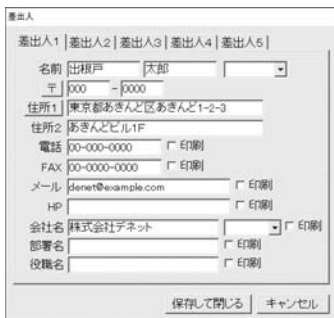 差出人
差出人1 差出人2 差出人3 差出人4 差出人5
名前 出根戸 太郎
〒 000 - 0000
住所1 東京都あきんど区あきんど1-2-3
住所2 あきんどビル1F
電話 00-000-0000 印刷
FAX 00-0000-0000 印刷
メール denet@example.com 印刷
HP 印刷
会社名 株式会社デネット 印刷
部署名 印刷
役職名 印刷
保存して閉じる キャンセル